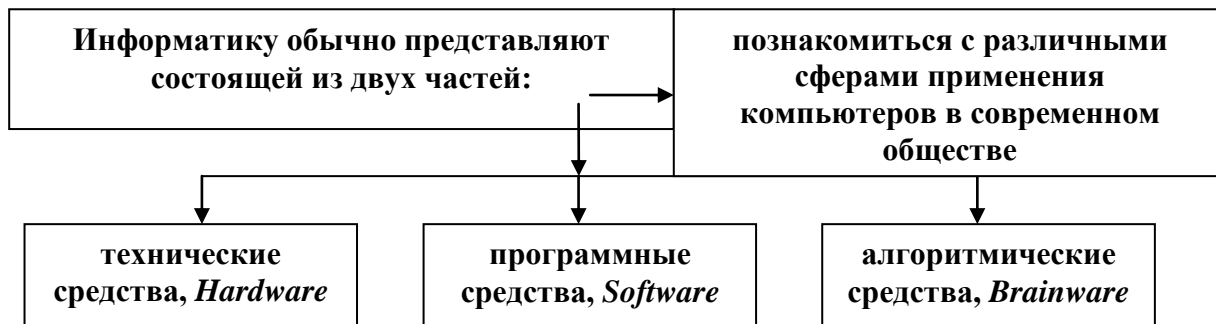 Информатику обычно представляют
состоящей из двух частей:
познакомиться с различными
сферами применения
компьютеров в современном
обществе
технические
средства, Hardware
программные
средства, Software
алгоритмические
средства, Brainware